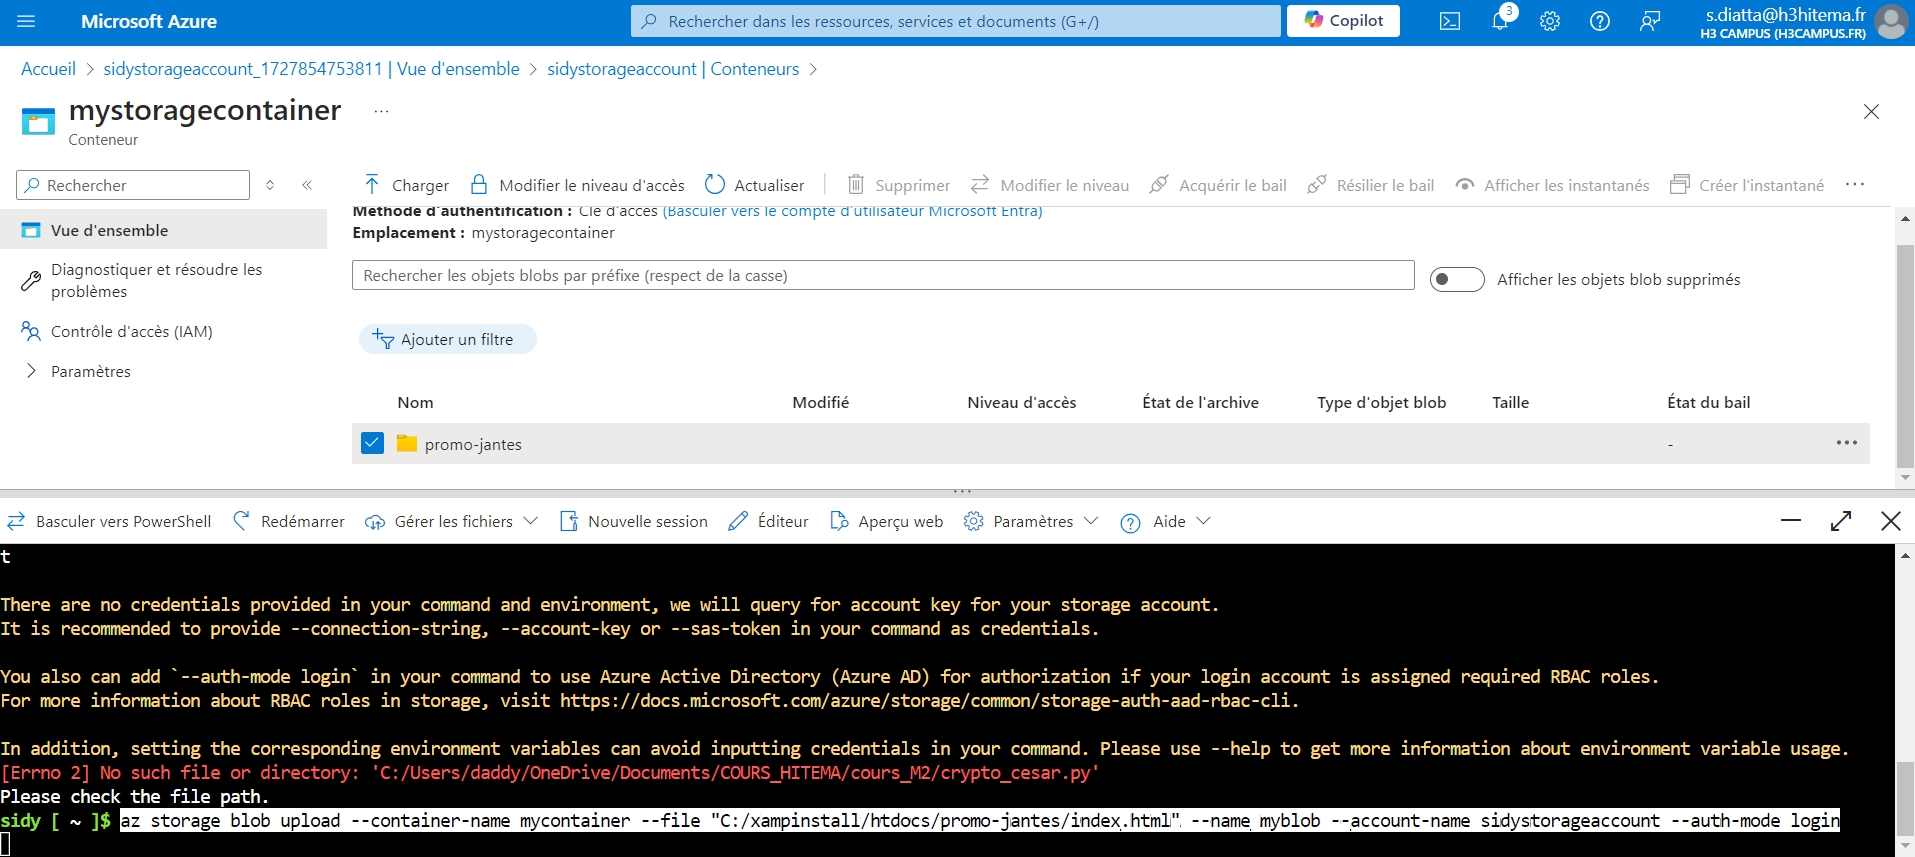 Microsoft Azure
Rechercher dans les ressources, services et documents (G+/)
Copilot
3
s.diatta@h3hitema.fr
H3 CAMPUS (H3CAMPUS.FR)
Accueil > sidystorageaccount_1727854753811 | Vue d'ensemble > sidystorageaccount | Conteneurs >
mystoragecontainer ...
Conteneur
Rechercher
Charger
Modifier le niveau d'accès
Actualiser
Supprimer
Modifier le niveau
Acquérir le bail
Résilier le bail
Afficher les instantanés
Créer l'instantané
...
Vue d'ensemble
Diagnostiquer et résoudre les
problèmes
Contrôle d'accès (IAM)
Paramètres
Méthode d'authentification : Clé d'accès (Basculer vers le compte d'utilisateur Microsoft Entra)
Emplacement : mystoragecontainer
Rechercher les objets blobs par préfixe (respect de la casse)
Afficher les objets blob supprimés
Ajouter un filtre
Nom Modifié Niveau d'accès État de l'archive Type d'objet blob Taille État du bail
promo-jantes - ...
Basculer vers PowerShell
Redémarrer
Gérer les fichiers
Nouvelle session
Éditeur
Aperçu web
Paramètres
Aide
t
There are no credentials provided in your command and environment, we will query for account key for your storage account.
It is recommended to provide --connection-string, --account-key or --sas-token in your command as credentials.
You also can add `--auth-mode login` in your command to use Azure Active Directory (Azure AD) for authorization if your login account is assigned required RBAC roles.
For more information about RBAC roles in storage, visit https://docs.microsoft.com/azure/storage/common/storage-auth-aad-rbac-cli.
In addition, setting the corresponding environment variables can avoid inputting credentials in your command. Please use --help to get more information about environment variable usage.
[Errno 2] No such file or directory: 'C:/Users/daddy/OneDrive/Documents/COURS_HITEMA/cours_M2/crypto_cesar.py'
Please check the file path.
sidy [ ~ ]$ az storage blob upload --container-name mycontainer --file "C:/xampinstall/htdocs/promo-jantes/index.html" --name myblob --account-name sidystorageaccount --auth-mode login